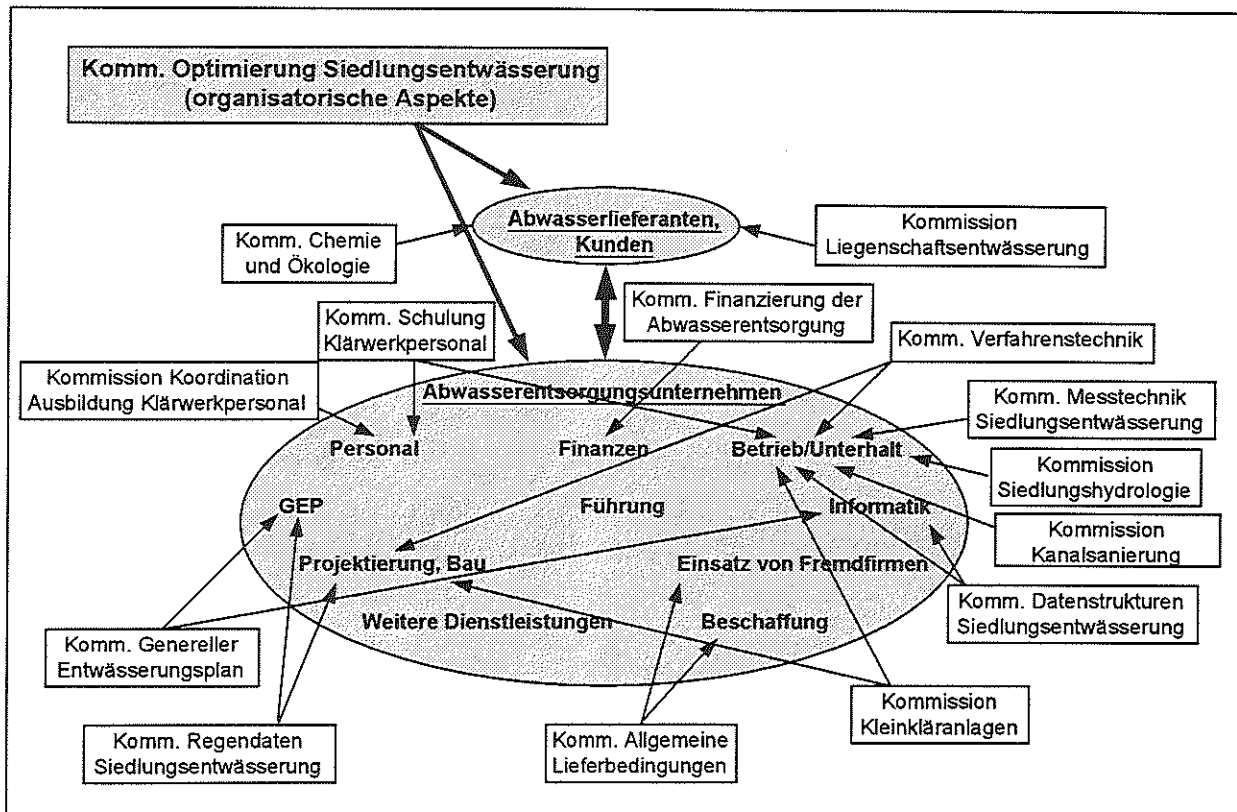 Komm. Optimierung Siedlungsentwässerung
(organisatorische Aspekte)
Abwasserlieferanten,
Kunden
Komm. Chemie
und Ökologie
Kommission
Liegenschaftsentwässerung
Komm. Finanzierung der
Abwasserentsorgung
Komm. Schulung
Klärwerkpersonal
Komm. Verfahrenstechnik
Kommission Koordination
Ausbildung Klärwerkpersonal
Abwasserentsorgungsunternehmen
Komm. Messtechnik
Siedlungsentwässerung
Personal
Finanzen
Betrieb/Unterhalt
Kommission
Siedlungshydrologie
GEP
Führung
Informatik
Kommission
Kanalsanierung
Projektierung, Bau
Einsatz von Fremdfirmen
Weitere Dienstleistungen
Beschaffung
Komm. Datenstrukturen
Siedlungsentwässerung
Komm. Genereller
Entwässerungsplan
Kommission
Kleinkläranlagen
Komm. Regendaten
Siedlungsentwässerung
Komm. Allgemeine
Lieferbedingungen